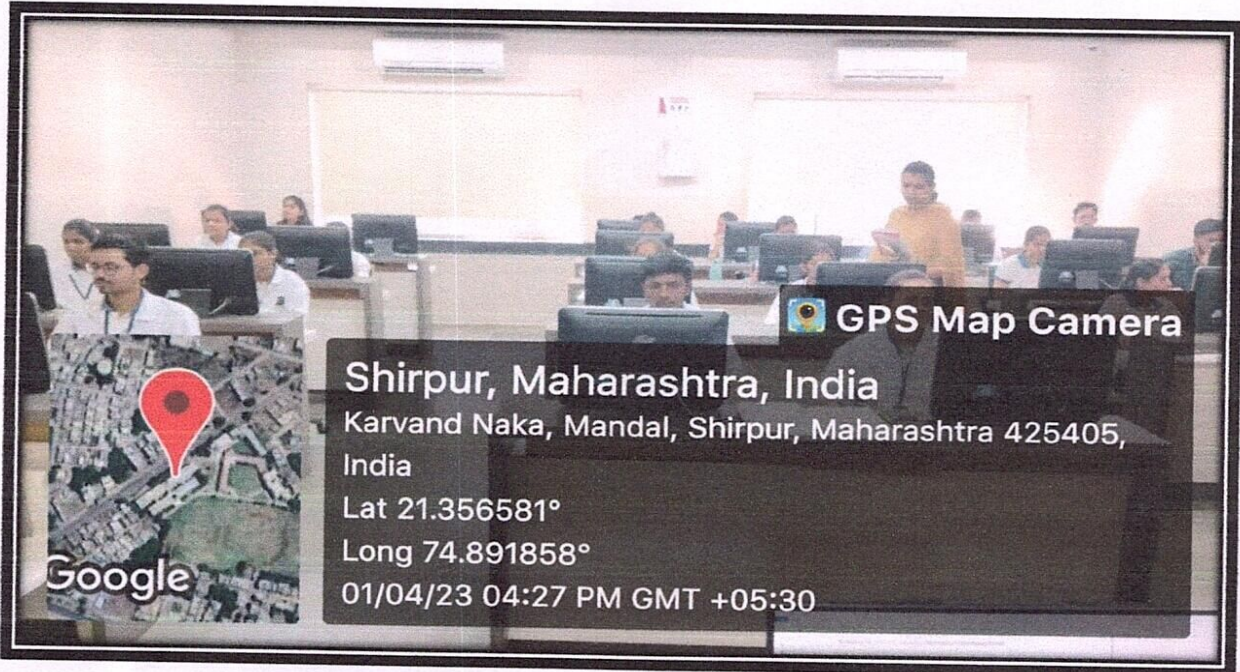 GPS Map Camera
Shirpur, Maharashtra, India
Karvand Naka, Mandal, Shirpur, Maharashtra 425405,
India
Lat 21.356581°
Long 74.891858°
01/04/23 04:27 PM GMT +05:30
Google